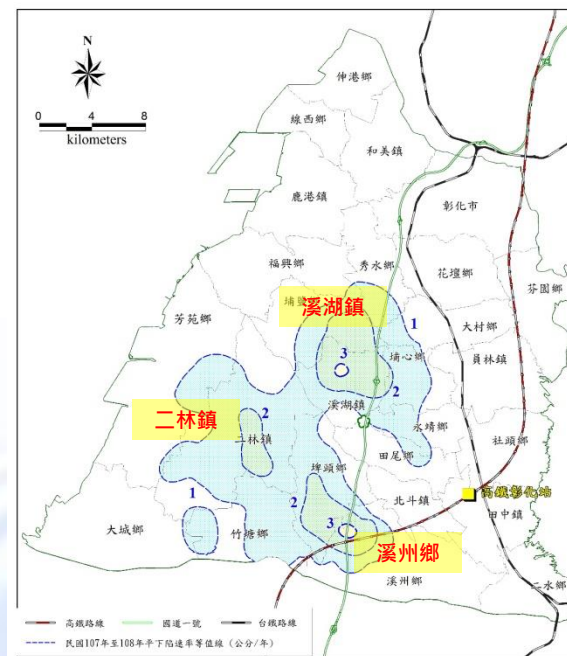 N
0 4 8
kilometers
伸港鄉
線西鄉
和美鎮
鹿港鎮
彰化市
福興鄉
秀水鄉
花壇鄉
芬園鄉
芳苑鄉
埔鹽
溪湖鎮
1
大村鄉
員林鎮
3
埔心鄉
2
溪湖鎮
二林鎮
2
二林鎮
永靖鄉
社頭鄉
田尾鄉
埤頭鄉
1
2
北斗鎮
高鐵彰化站
田中鎮
大城鄉
竹塘鄉
3
溪州鄉
溪州鄉
二水鄉
高鐵路線 國道一號 台鐵路線
民國107年至108年平下陷速率等值線（公分/年）